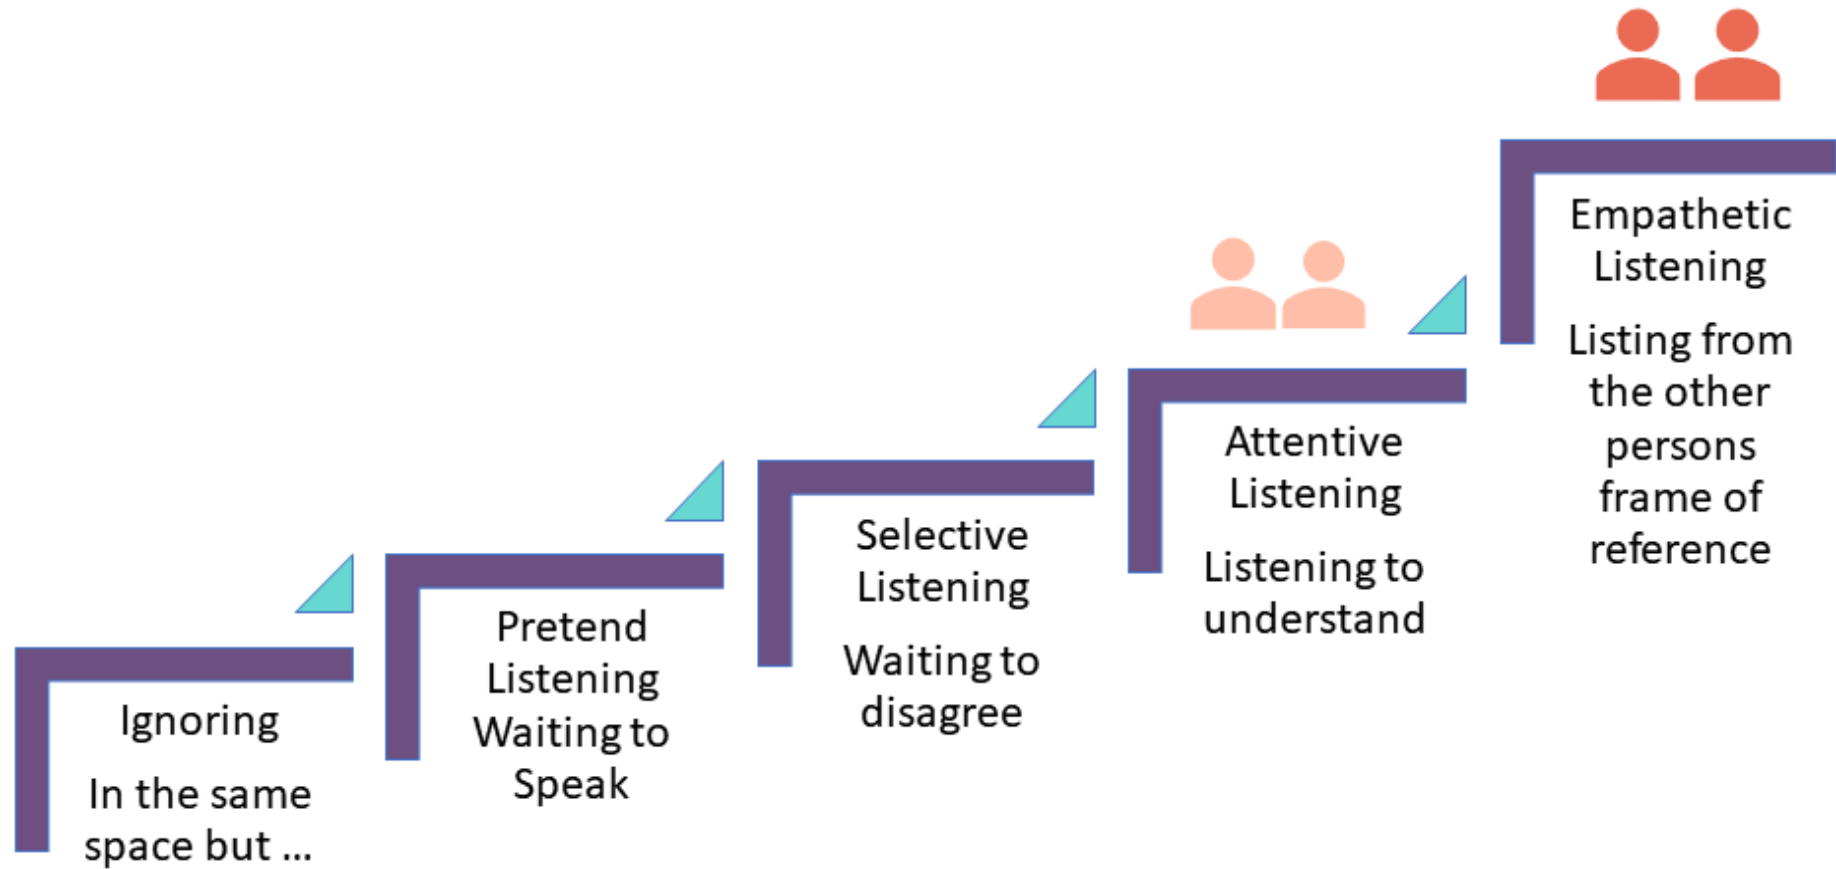 Ignoring
In the same
space but ...
Pretend
Listening
Waiting to
Speak
Selective
Listening
Waiting to
disagree
Attentive
Listening
Listening to
understand
Empathetic
Listening
Listing from
the other
persons
frame of
reference